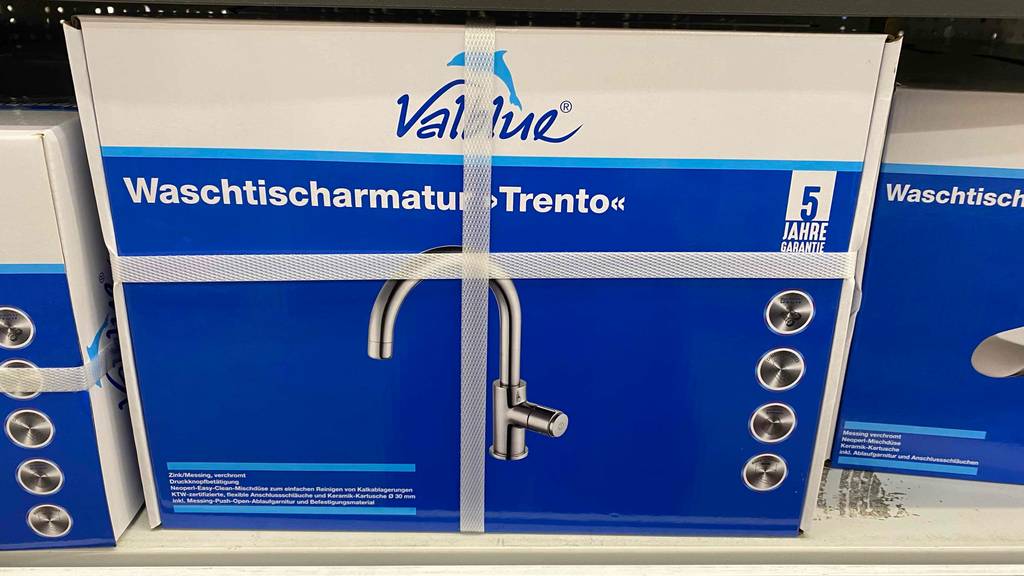 Valblue®
Waschtischarmatur »Trento«
5
JAHRE
GARANTIE
Zink/Messing, verchromt
Druckknopfbetätigung
Neoperl-Easy-Clean-Mischdüse zum einfachen Reinigen von Kalkablagerungen
KTW-zertifizierte, flexible Anschlussschläuche und Keramik-Kartusche Ø 30 mm
inkl. Messing-Push-Open-Ablaufgarnitur und Befestigungsmaterial
Waschtisch
Messing verchromt
Neoperl-Mischdüse
Keramik-Kartusche
inkl. Ablaufgarnitur und Anschlussschläuchen